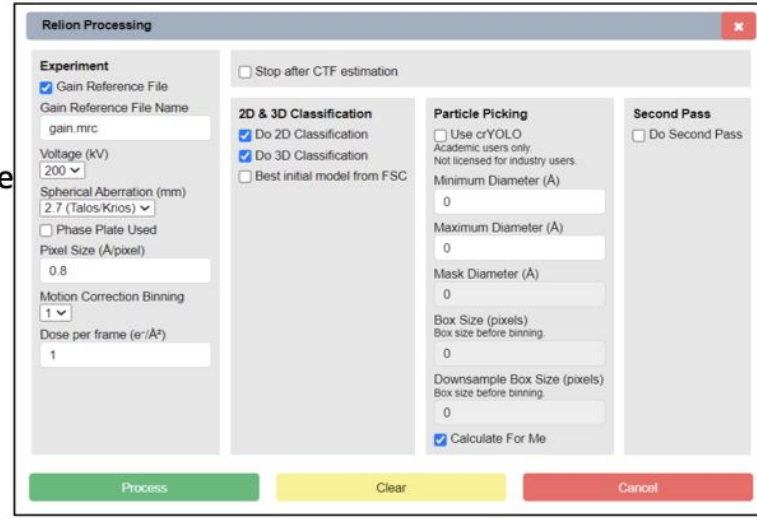 Relion Processing
×
Experiment
Gain Reference File
Gain Reference File Name
gain.mrc
Voltage (kV)
200
Spherical Aberration (mm)
2.7 (Talos/Krios)
Phase Plate Used
Pixel Size (Å/pixel)
0.8
Motion Correction Binning
1
Dose per frame (e⁻/Å²)
1
Stop after CTF estimation
2D & 3D Classification
Do 2D Classification
Do 3D Classification
Best initial model from FSC
Particle Picking
Use crYOLO
Academic users only.
Not licensed for industry users.
Minimum Diameter (Å)
0
Maximum Diameter (Å)
0
Mask Diameter (Å)
0
Box Size (pixels)
Box size before binning.
0
Downsample Box Size (pixels)
Box size before binning.
0
Calculate For Me
Second Pass
Do Second Pass
Process
Clear
Cancel
e